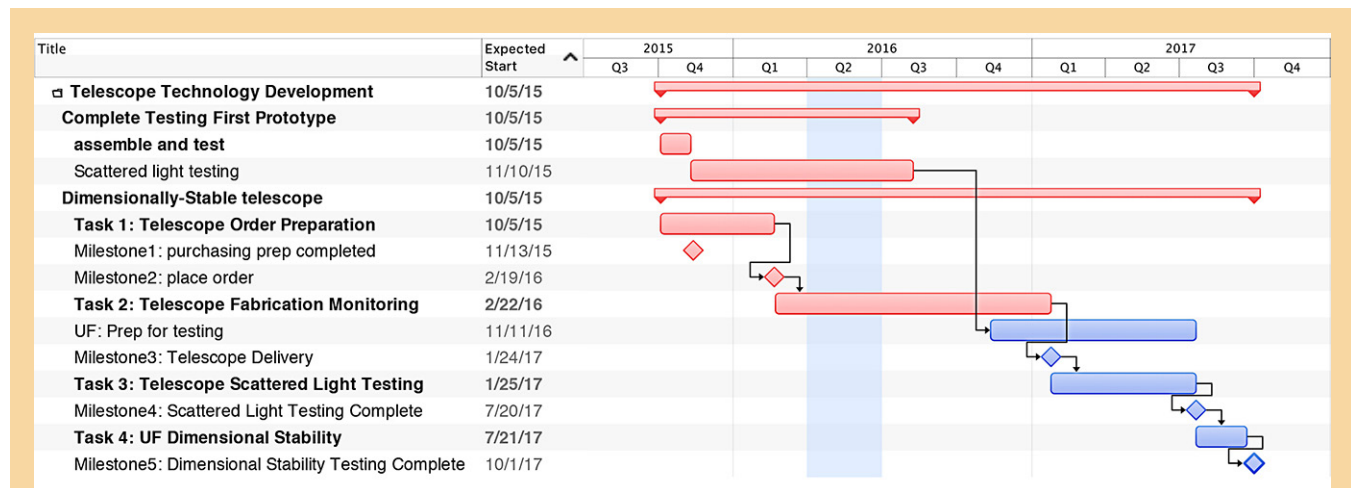 Title Expected Start 2015 2016 2017
Q3 Q4 Q1 Q2 Q3 Q4 Q1 Q2 Q3 Q4
Telescope Technology Development 10/5/15
Complete Testing First Prototype 10/5/15
assemble and test 10/5/15
Scattered light testing 11/10/15
Dimensionally-Stable telescope 10/5/15
Task 1: Telescope Order Preparation 10/5/15
Milestone1: purchasing prep completed 11/13/15
Milestone2: place order 2/19/16
Task 2: Telescope Fabrication Monitoring 2/22/16
UF: Prep for testing 11/11/16
Milestone3: Telescope Delivery 1/24/17
Task 3: Telescope Scattered Light Testing 1/25/17
Milestone4: Scattered Light Testing Complete 7/20/17
Task 4: UF Dimensional Stability 7/21/17
Milestone5: Dimensional Stability Testing Complete 10/1/17